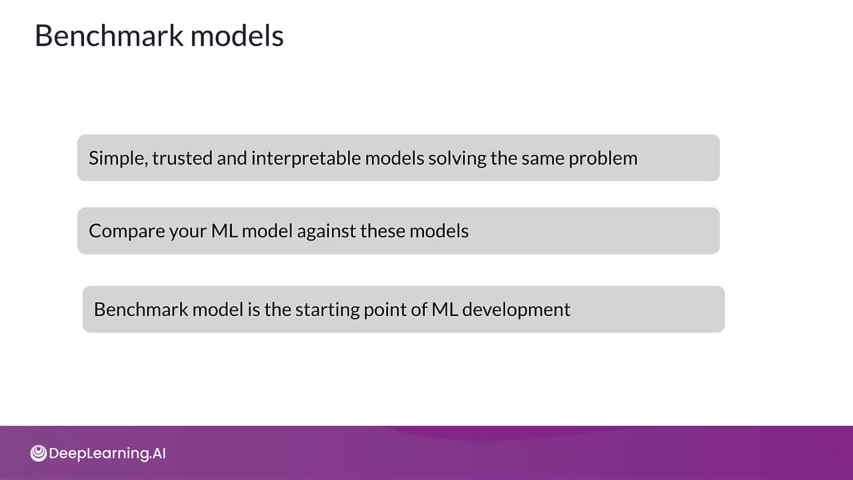 Benchmark models
Simple, trusted and interpretable models solving the same problem
Compare your ML model against these models
Benchmark model is the starting point of ML development
DeepLearning.AI